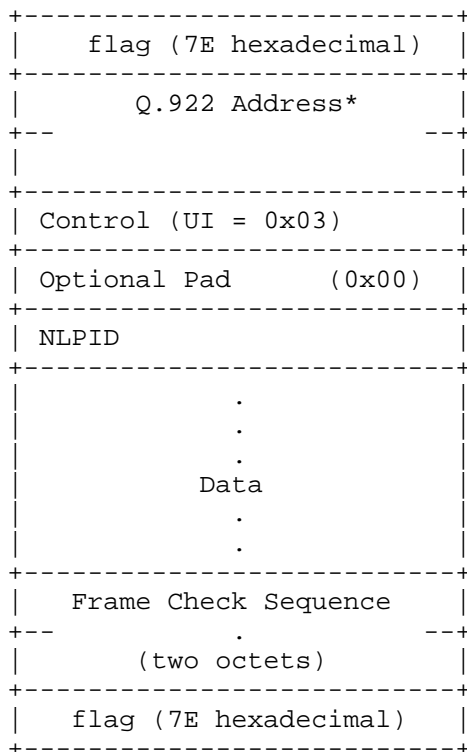 +---------------------------+
|    flag (7E hexadecimal)  |
+---------------------------+
|       Q.922 Address*      |
+--                       --+
|                           |
+---------------------------+
| Control (UI = 0x03)       |
+---------------------------+
| Optional Pad      (0x00)  |
+---------------------------+
| NLPID                     |
+---------------------------+
|             .             |
|             .             |
|             .             |
|           Data            |
|             .             |
|             .             |
+---------------------------+
|   Frame Check Sequence    |
+--           .           --+
|       (two octets)        |
+---------------------------+
|   flag (7E hexadecimal)   |
+---------------------------+